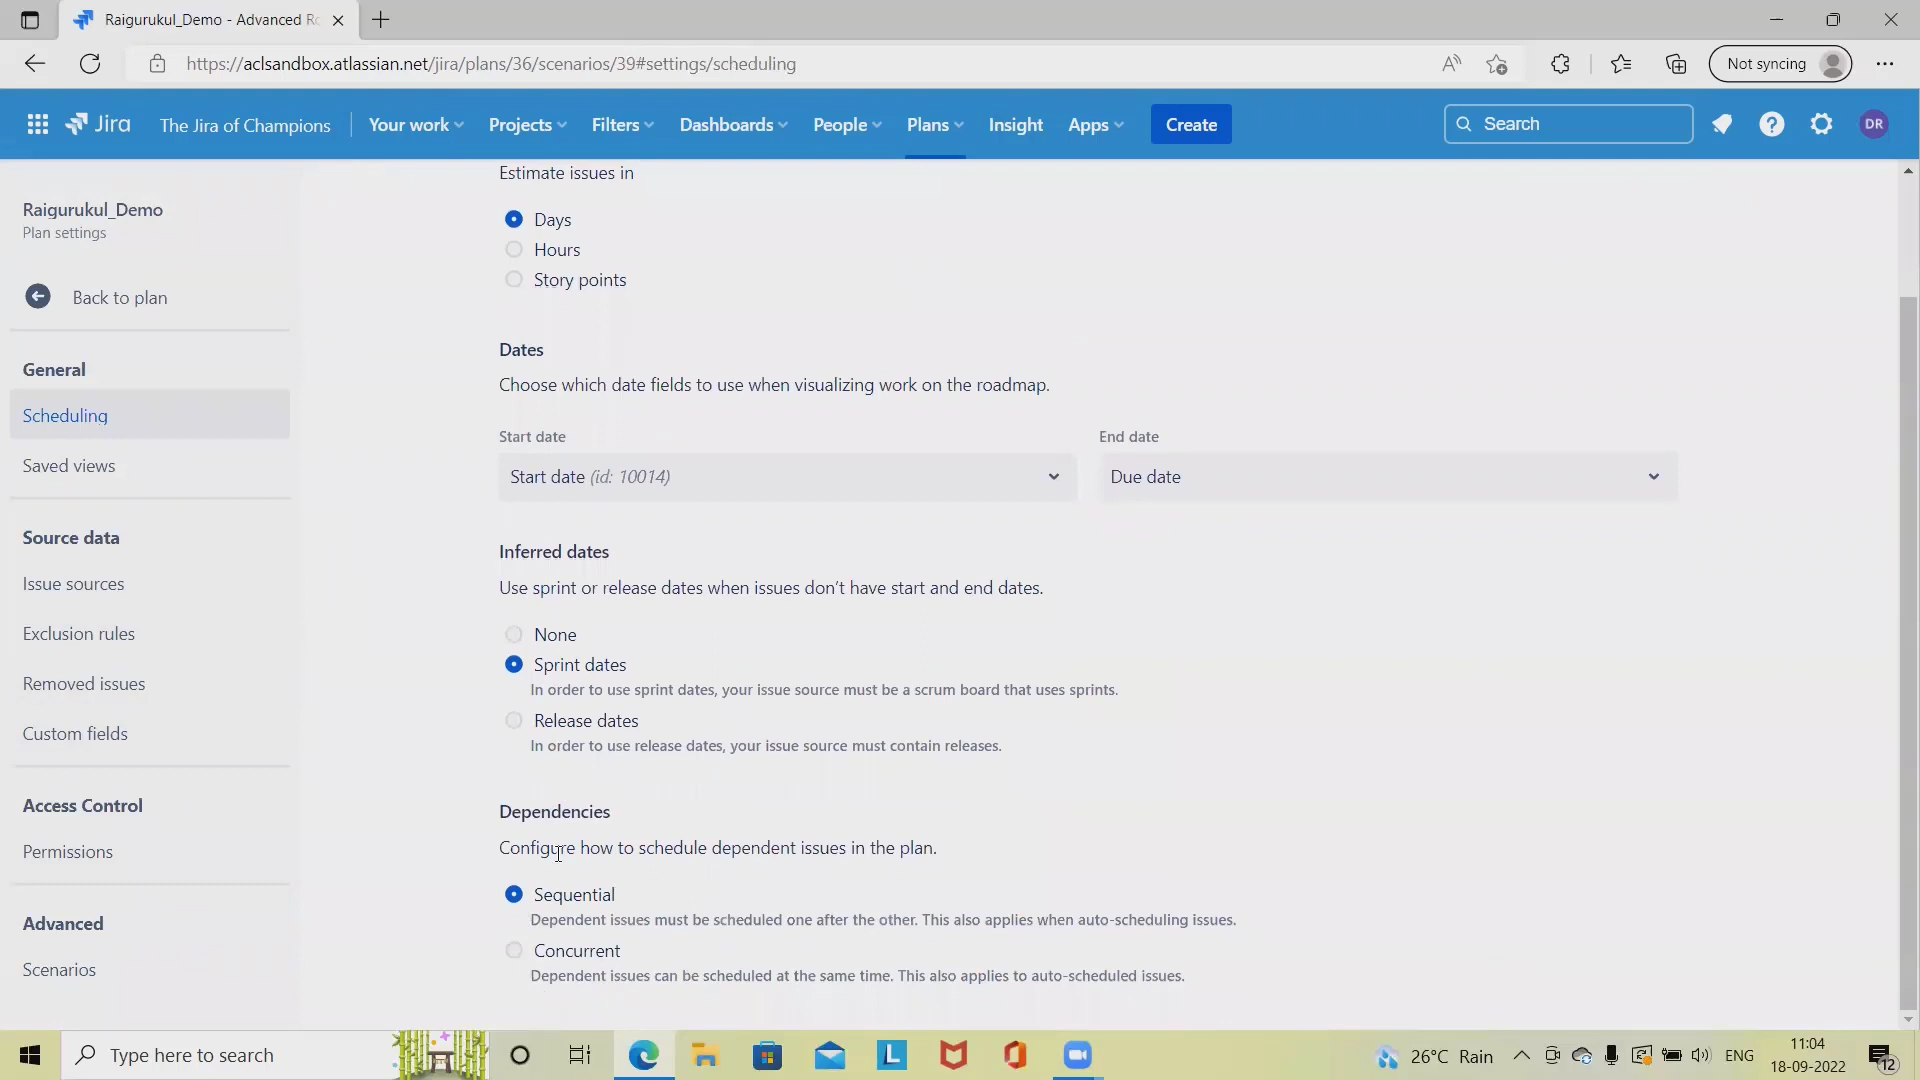 Raigurukul_Demo - Advanced Ro
https://aclsandbox.atlassian.net/jira/plans/36/scenarios/39#settings/scheduling
Not syncing
Jira
The Jira of Champions
Your work
Projects
Filters
Dashboards
People
Plans
Insight
Apps
Create
Search
DR
Raigurukul_Demo
Plan settings
Back to plan
General
Scheduling
Saved views
Source data
Issue sources
Exclusion rules
Removed issues
Custom fields
Access Control
Permissions
Advanced
Scenarios
Estimate issues in
Days
Hours
Story points
Dates
Choose which date fields to use when visualizing work on the roadmap.
Start date
End date
Start date (id: 10014)
Due date
Inferred dates
Use sprint or release dates when issues don’t have start and end dates.
None
Sprint dates
In order to use sprint dates, your issue source must be a scrum board that uses sprints.
Release dates
In order to use release dates, your issue source must contain releases.
Dependencies
Configure how to schedule dependent issues in the plan.
Sequential
Dependent issues must be scheduled one after the other. This also applies when auto-scheduling issues.
Concurrent
Dependent issues can be scheduled at the same time. This also applies to auto-scheduled issues.
Type here to search
L
26°C Rain
ENG
11:04
18-09-2022
12